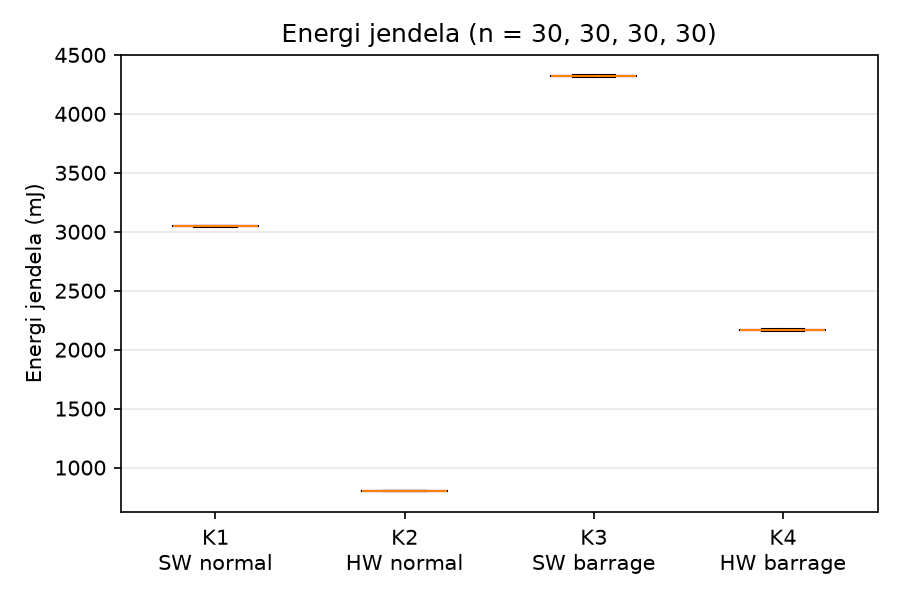 Energi jendela (n = 30, 30, 30, 30)
Energi jendela (mJ)
4500
4000
3500
3000
2500
2000
1500
1000
K1 K2 K3 K4
SW normal HW normal SW barrage HW barrage